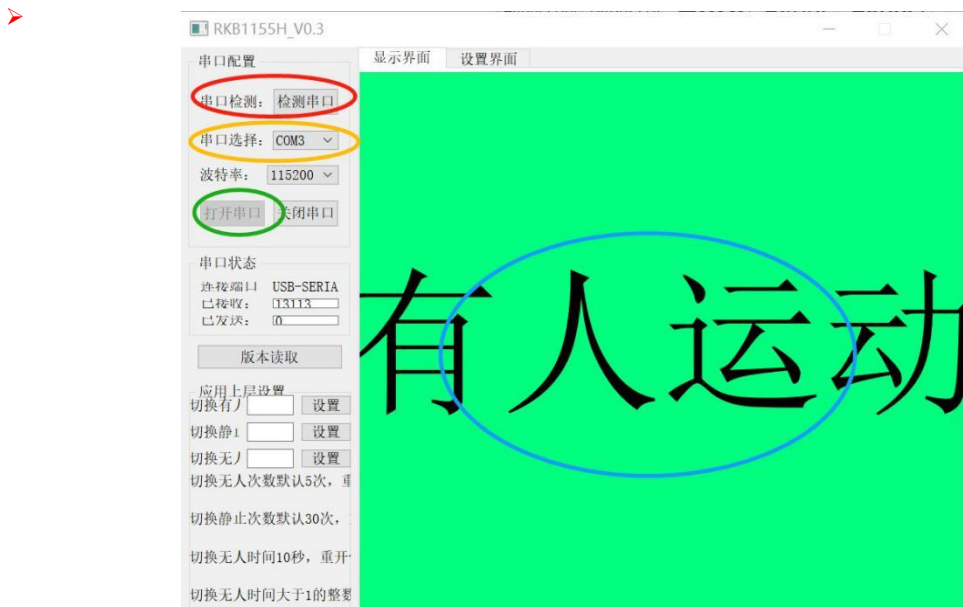 RKB1155H_V0.3
串口配置
显示界面
设置界面
串口检测：
检测串口
串口选择：
COM3
波特率：
115200
打开串口
关闭串口
串口状态
连接端口
USB-SERIA
已接收：
13113
已发送：
0
版本读取
应用上层设置
切换有
设置
切换静
设置
切换无
设置
切换无人次数默认5次，重
切换静止次数默认30次，
切换无人时间10秒，重开
切换无人时间大于1的整数
有人运动